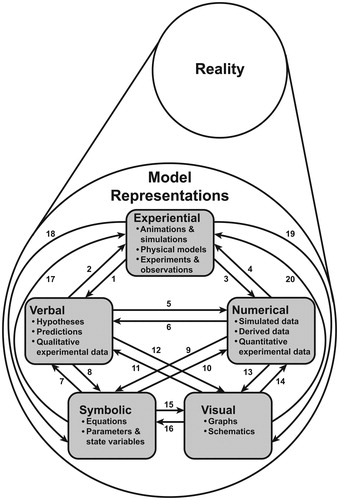 Reality
Model
Representations
Experiential
• Animations &
simulations
• Physical models
• Experiments &
observations
18
19
17
20
2
1
4
3
Verbal
• Hypotheses
• Predictions
• Qualitative
experimental data
5
6
Numerical
• Simulated data
• Derived data
• Quantitative
experimental data
12
9
11
10
7
8
13
14
Symbolic
• Equations
• Parameters &
state variables
15
16
Visual
• Graphs
• Schematics